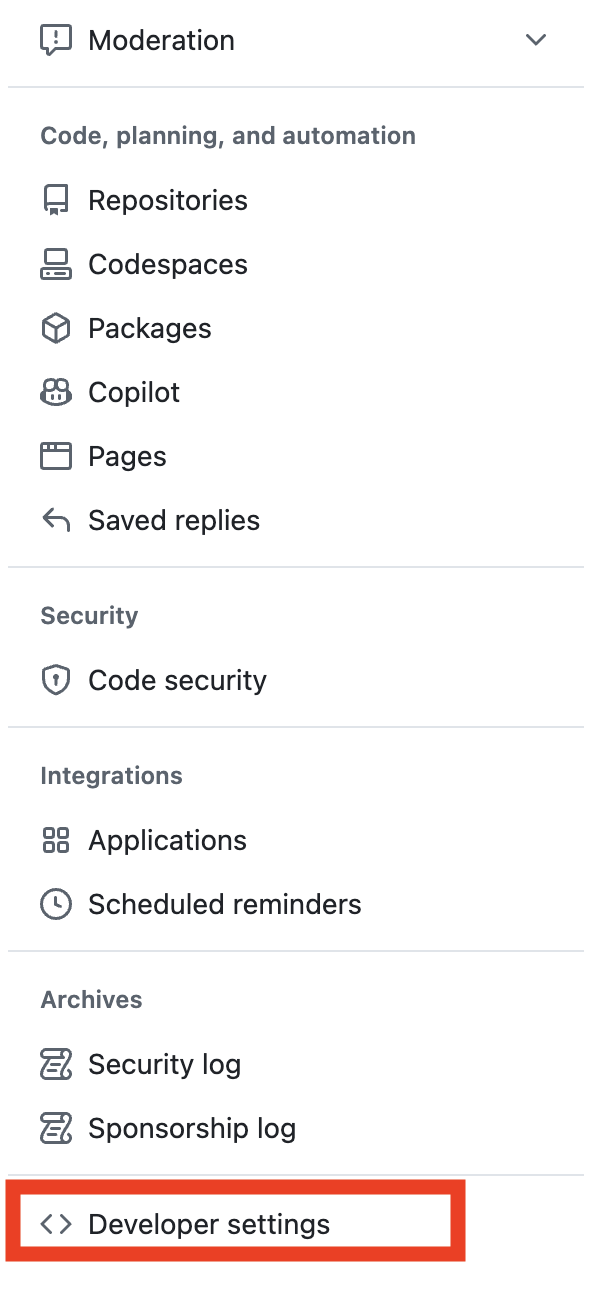 Moderation
Code, planning, and automation
Repositories
Codespaces
Packages
Copilot
Pages
Saved replies
Security
Code security
Integrations
Applications
Scheduled reminders
Archives
Security log
Sponsorship log
Developer settings